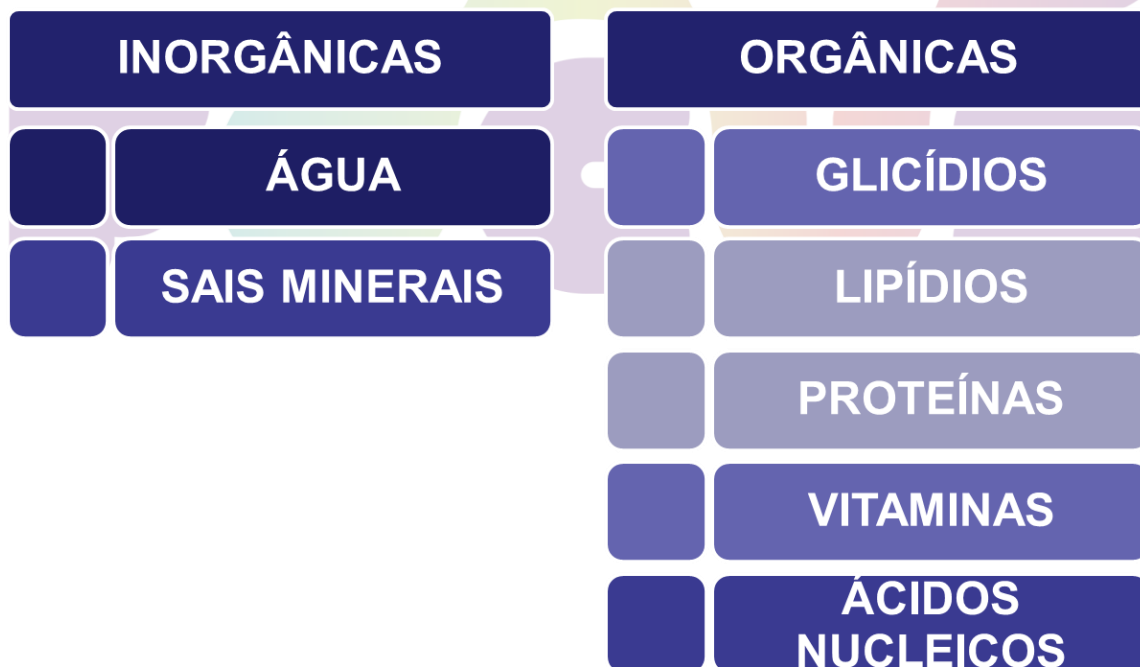 INORGÂNICAS
ÁGUA
SAIS MINERAIS
ORGÂNICAS
GLICÍDIOS
LIPÍDIOS
PROTEÍNAS
VITAMINAS
ÁCIDOS
NUCLEICOS